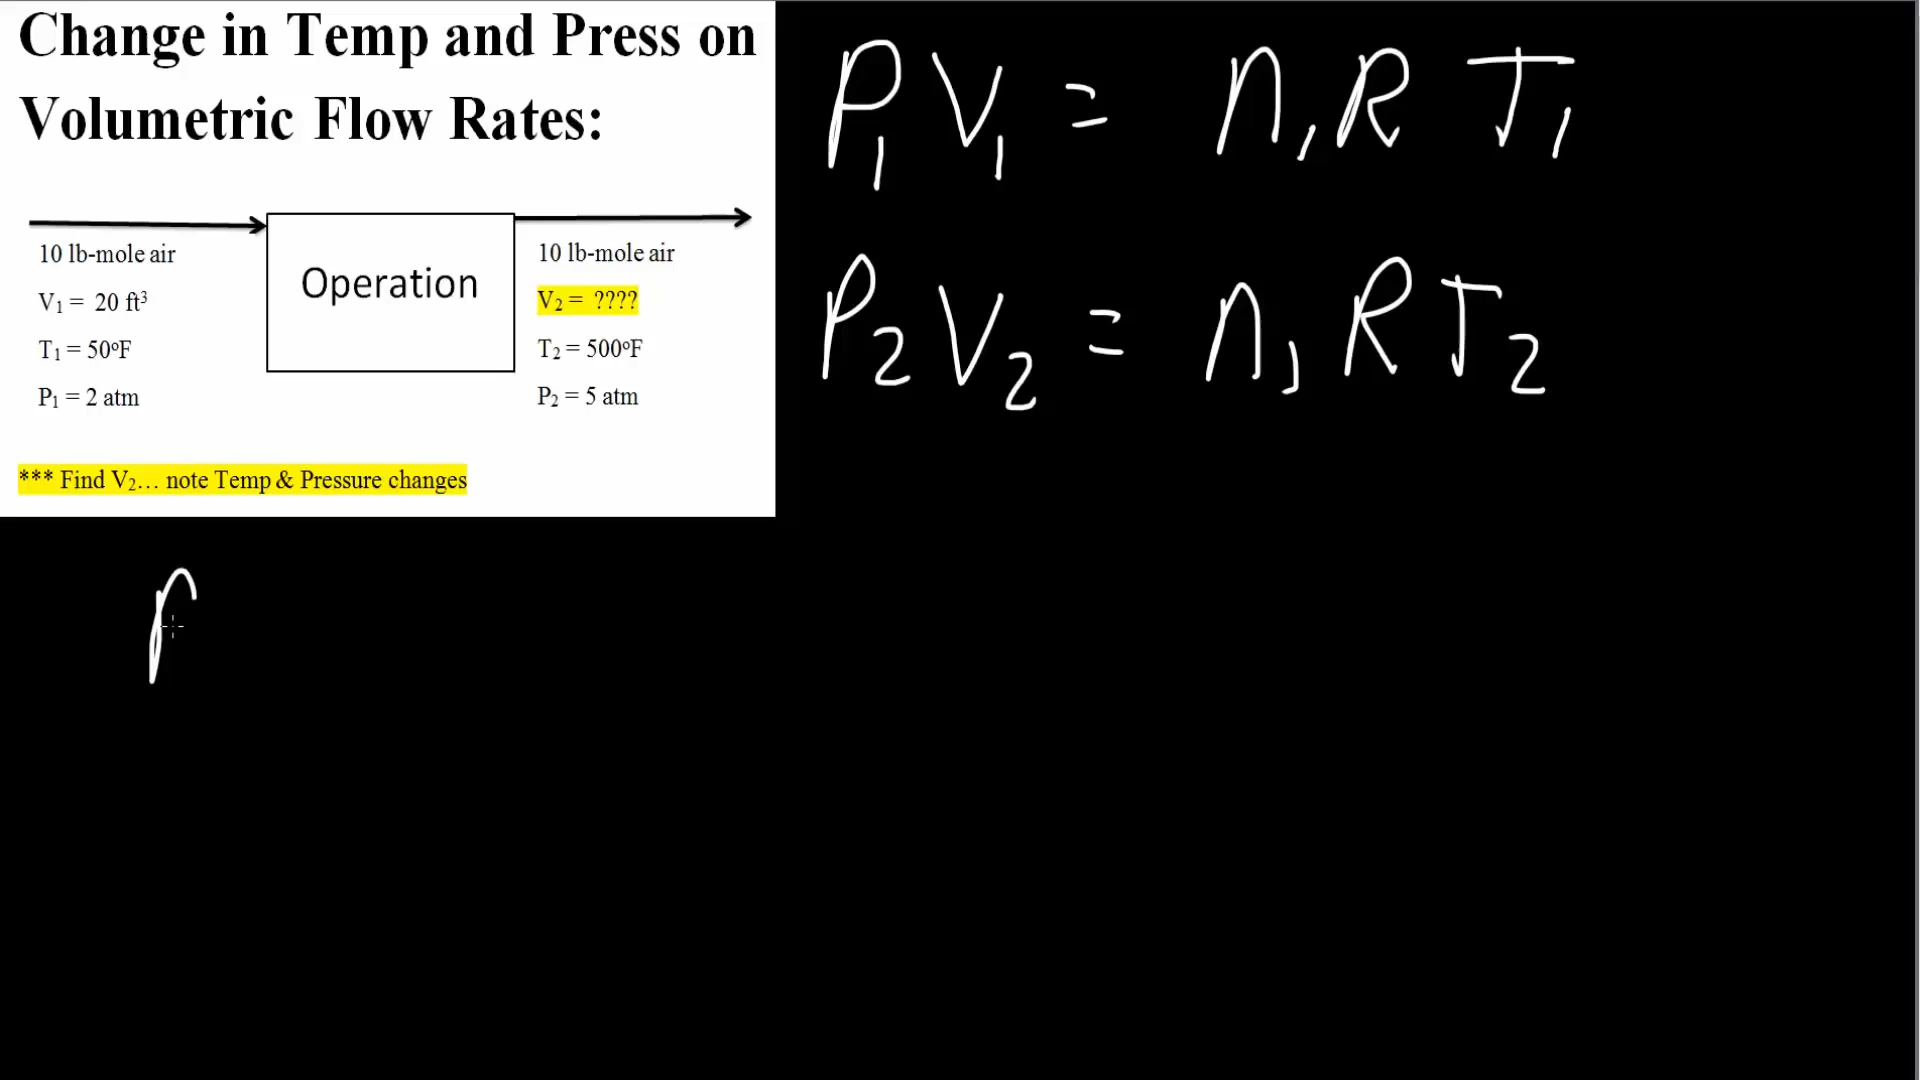 Change in Temp and Press on
Volumetric Flow Rates:
10 lb-mole air
V₁ = 20 ft³
T₁ = 50°F
P₁ = 2 atm
Operation
10 lb-mole air
V₂ = ????
T₂ = 500°F
P₂ = 5 atm
*** Find V₂… note Temp & Pressure changes
P₁V₁ = n₁RT₁
P₂V₂ = n₁RT₂